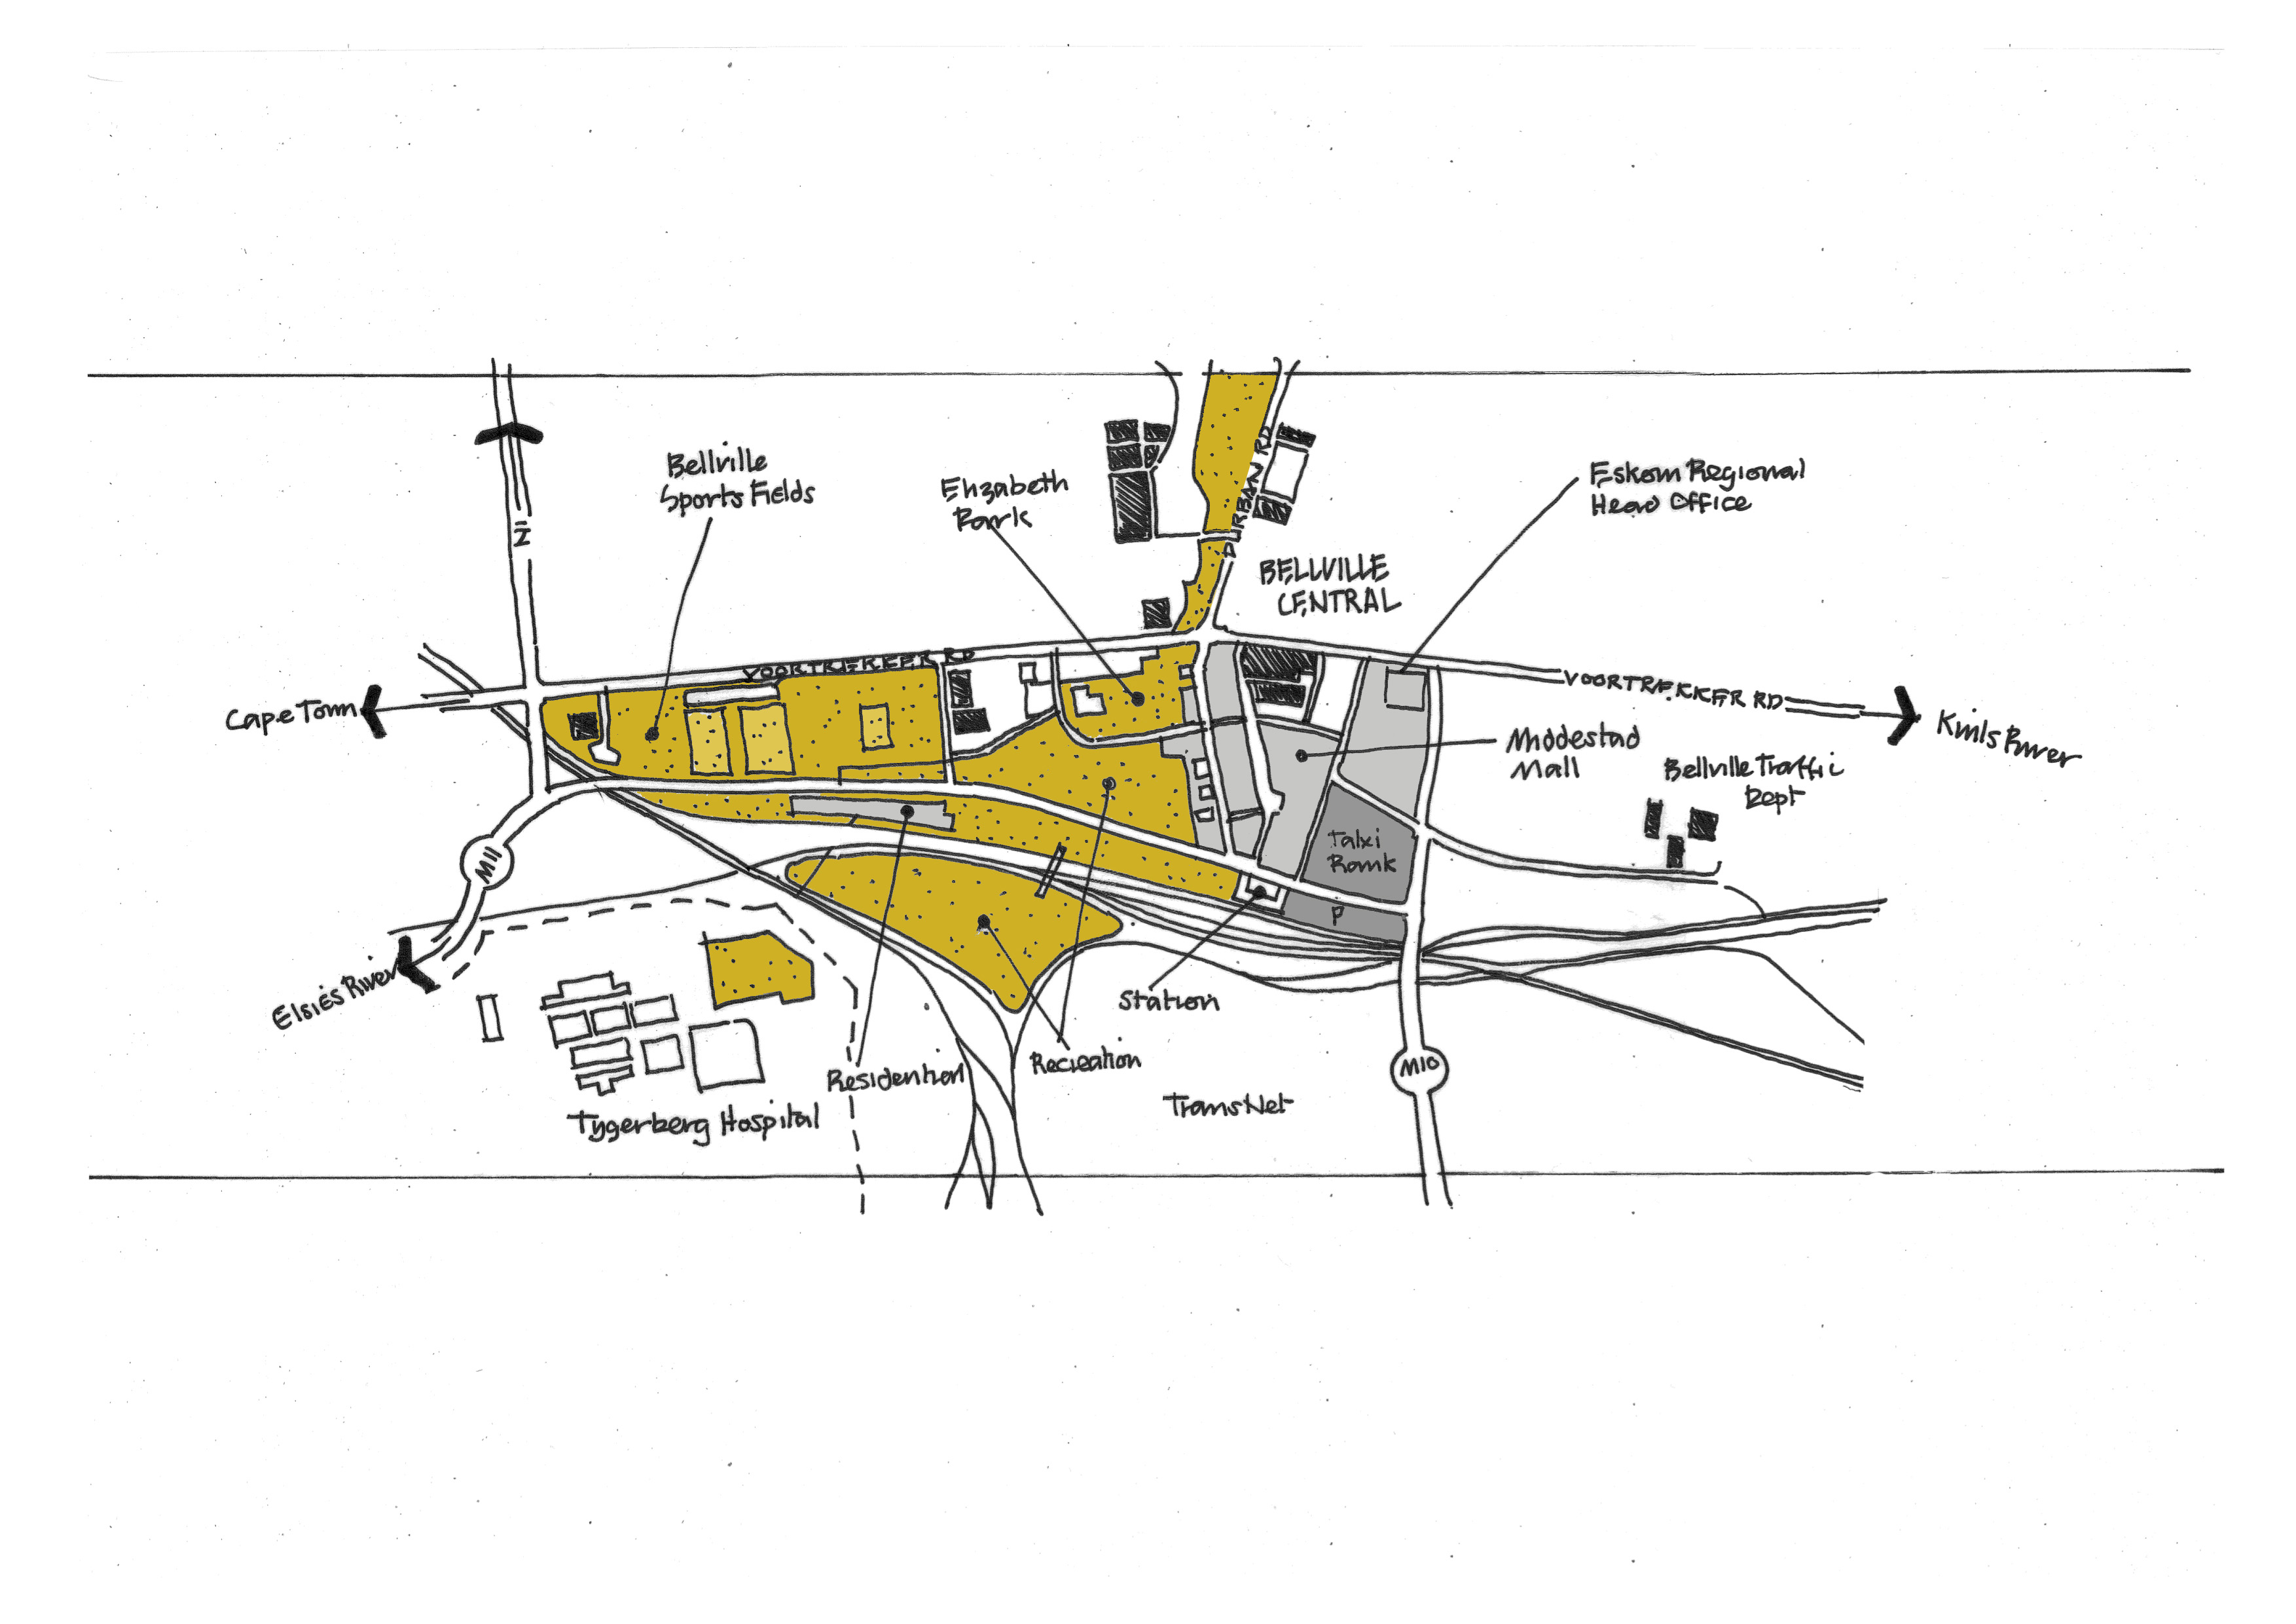 N1
Bellville
Sports Fields
Elizabeth
Park
DURBAN RD
Eskom Regional
Head Office
BELLVILLE
CENTRAL
VOORTREKKER RD
VOORTREKKER RD
Cape Town
Kuils River
Middestad
Mall
Bellville Traffic
Dept
Taxi
Rank
P
M11
Elsies River
Station
Residential
Recreation
M10
Tygerberg Hospital
TransNet